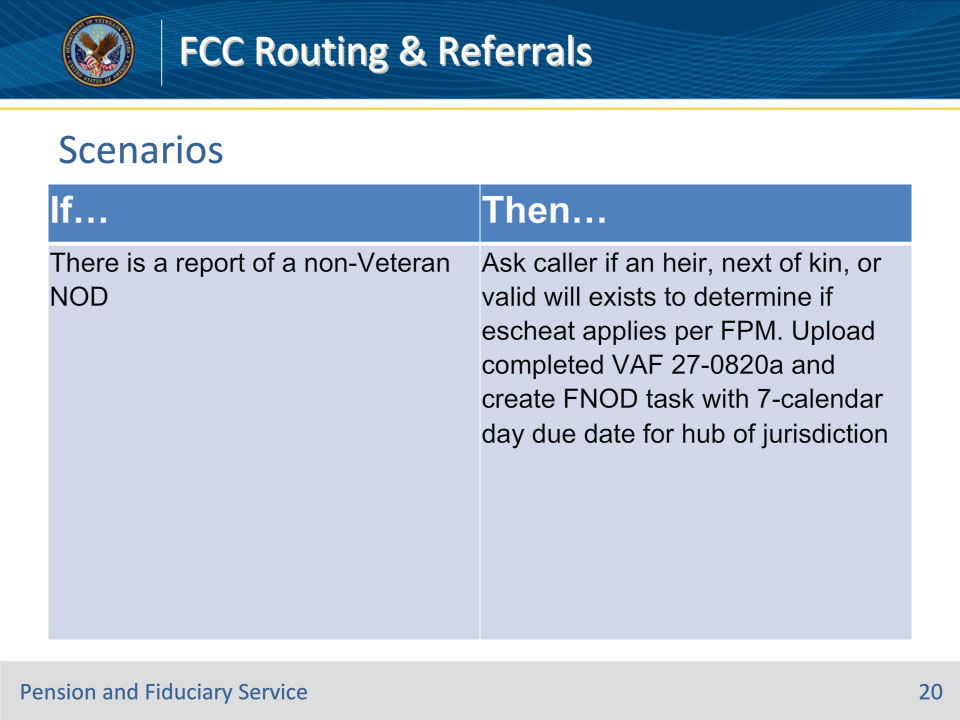 FCC Routing & Referrals
Scenarios
If…
Then…
There is a report of a non-Veteran
NOD
Ask caller if an heir, next of kin, or
valid will exists to determine if
escheat applies per FPM. Upload
completed VAF 27-0820a and
create FNOD task with 7-calendar
day due date for hub of jurisdiction
Pension and Fiduciary Service
20